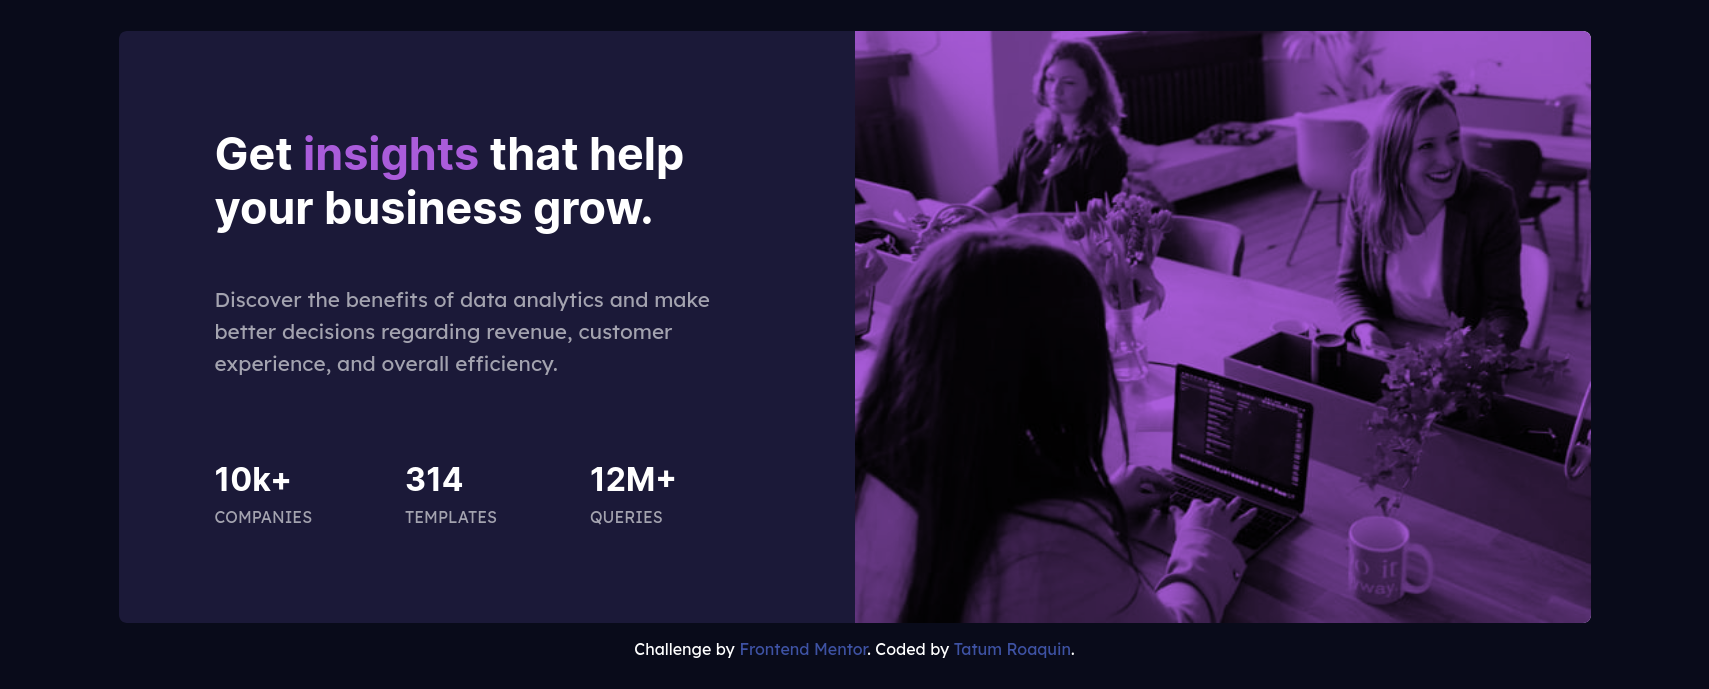 Get insights that help
your business grow.
Discover the benefits of data analytics and make
better decisions regarding revenue, customer
experience, and overall efficiency.
10k+ 314 12M+
COMPANIES TEMPLATES QUERIES
Challenge by Frontend Mentor. Coded by Tatum Roaquin.